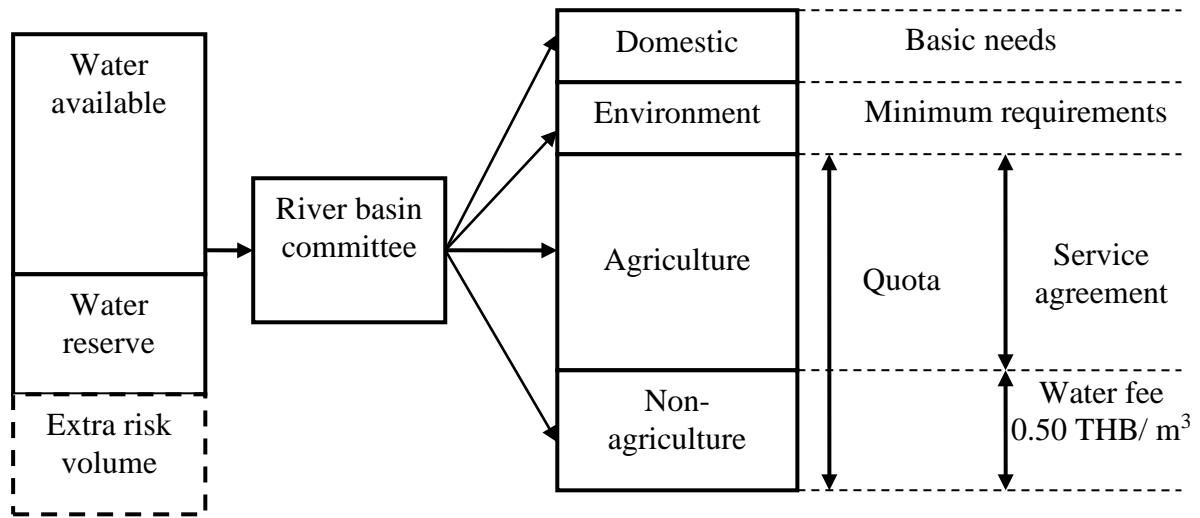 Water
available
Water
reserve
Extra risk
volume
River basin
committee
Domestic
Environment
Agriculture
Non-
agriculture
Basic needs
Minimum requirements
Quota
Service
agreement
Water fee
0.50 THB/ m³